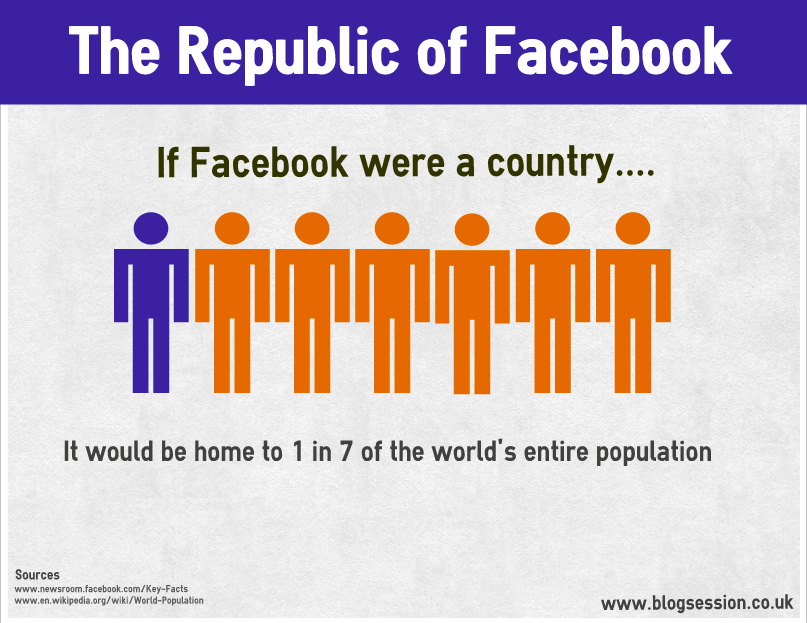 The Republic of Facebook
If Facebook were a country....
It would be home to 1 in 7 of the world's entire population
Sources
www.newsroom.facebook.com/Key-Facts
www.en.wikipedia.org/wiki/World-Population
www.blogsession.co.uk